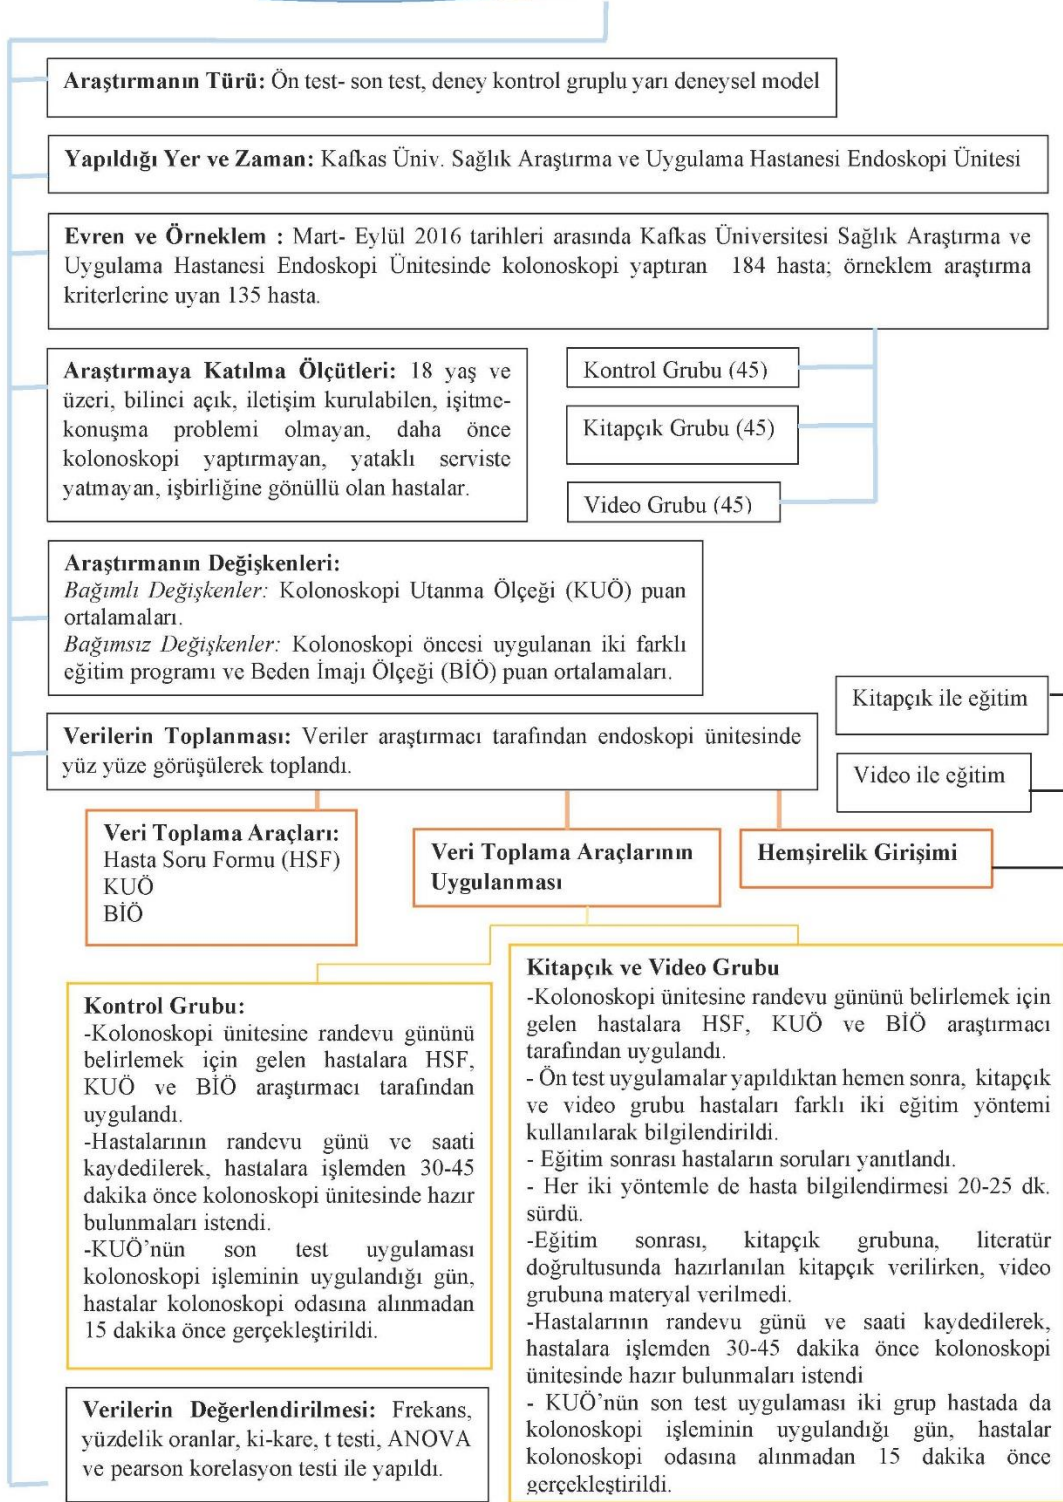 Araştırmanın Türü: Ön test- son test, deney kontrol gruplu yarı deneysel model
Yapıldığı Yer ve Zaman: Kafkas Üniv. Sağlık Araştırma ve Uygulama Hastanesi Endoskopi Ünitesi
Evren ve Örneklem : Mart- Eylül 2016 tarihleri arasında Kafkas Üniversitesi Sağlık Araştırma ve
Uygulama Hastanesi Endoskopi Ünitesinde kolonoskopi yaptıran 184 hasta; örneklem araştırma
kriterlerine uyan 135 hasta.
Araştırmaya Katılma Ölçütleri: 18 yaş ve
üzeri, bilinci açık, iletişim kurulabilen, işitme-
konuşma problemi olmayan, daha önce
kolonoskopi yaptırmayan, yataklı serviste
yatmayan, işbirliğine gönüllü olan hastalar.
Kontrol Grubu (45)
Kitapçık Grubu (45)
Video Grubu (45)
Araştırmanın Değişkenleri:
Bağımlı Değişkenler: Kolonoskopi Utanma Ölçeği (KUÖ) puan
ortalamaları.
Bağımsız Değişkenler: Kolonoskopi öncesi uygulanan iki farklı
eğitim programı ve Beden İmajı Ölçeği (BİÖ) puan ortalamaları.
Kitapçık ile eğitim
Verilerin Toplanması: Veriler araştırmacı tarafından endoskopi ünitesinde
yüz yüze görüşülerek toplandı.
Video ile eğitim
Veri Toplama Araçları:
Hasta Soru Formu (HSF)
KUÖ
BİÖ
Veri Toplama Araçlarının
Uygulanması
Hemşirelik Girişimi
Kontrol Grubu:
-Kolonoskopi ünitesine randevu gününü
belirlemek için gelen hastalara HSF,
KUÖ ve BİÖ araştırmacı tarafından
uygulandı.
-Hastalarının randevu günü ve saati
kaydedilerek, hastalara işlemden 30-45
dakika önce kolonoskopi ünitesinde hazır
bulunmaları istendi.
-KUÖ'nün son test uygulaması
kolonoskopi işleminin uygulandığı gün,
hastalar kolonoskopi odasına alınmadan
15 dakika önce gerçekleştirildi.
Kitapçık ve Video Grubu
-Kolonoskopi ünitesine randevu gününü belirlemek için
gelen hastalara HSF, KUÖ ve BİÖ araştırmacı
tarafından uygulandı.
- Ön test uygulamalar yapıldıktan hemen sonra, kitapçık
ve video grubu hastaları farklı iki eğitim yöntemi
kullanılarak bilgilendirildi.
- Eğitim sonrası hastaların soruları yanıtlandı.
- Her iki yöntemle de hasta bilgilendirmesi 20-25 dk.
sürdü.
-Eğitim sonrası, kitapçık grubuna, literatür
doğrultusunda hazırlanılan kitapçık verilirken, video
grubuna materyal verilmedi.
-Hastalarının randevu günü ve saati kaydedilerek,
hastalara işlemden 30-45 dakika önce kolonoskopi
ünitesinde hazır bulunmaları istendi
- KUÖ'nün son test uygulaması iki grup hastada da
kolonoskopi işleminin uygulandığı gün, hastalar
kolonoskopi odasına alınmadan 15 dakika önce
gerçekleştirildi.
Verilerin Değerlendirilmesi: Frekans,
yüzdelik oranlar, ki-kare, t testi, ANOVA
ve pearson korelasyon testi ile yapıldı.